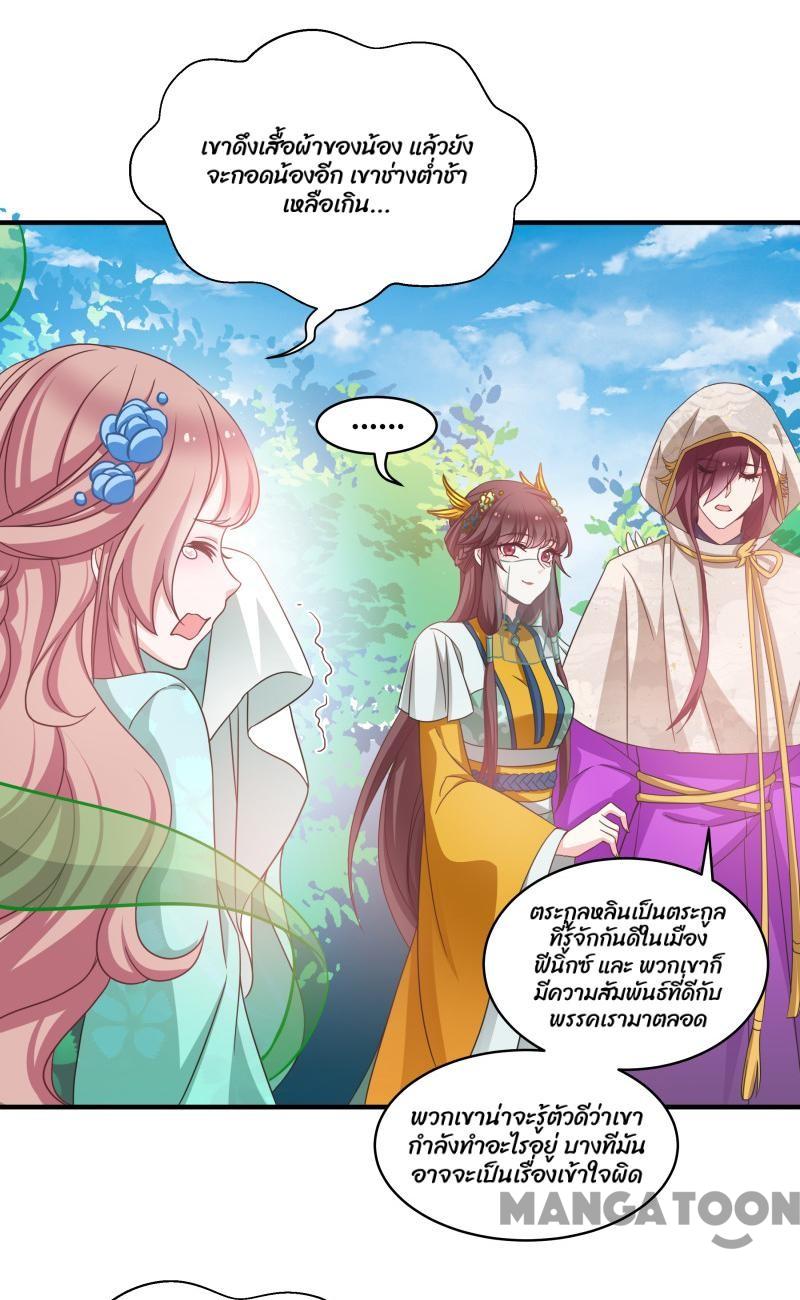 เขาดึงเสื้อผ้าของน้อง แล้วยัง
จะกอดน้องอีก เขาช่างต่ำช้า
เหลือเกิน...
......
ตระกูลหลินเป็นตระกูล
ที่รู้จักกันดีในเมือง
ฟีนิกซ์ และ พวกเขาก็
มีความสัมพันธ์ที่ดีกับ
พรรคเรามาตลอด
พวกเขาน่าจะรู้ตัวดีว่าเขา
กำลังทำอะไรอยู่ บางทีมัน
อาจจะเป็นเรื่องเข้าใจผิด
MANGATOON